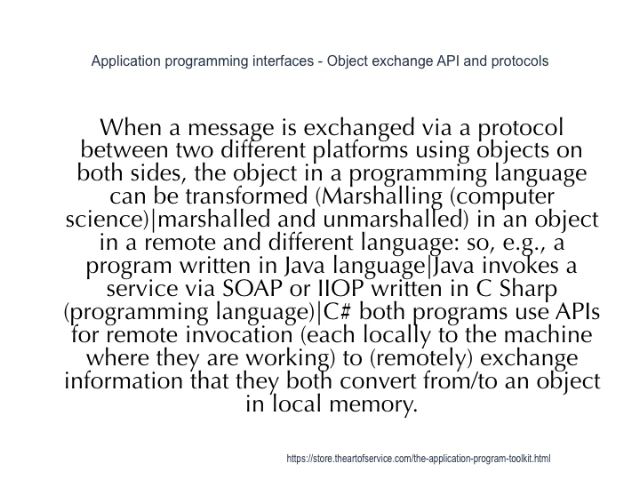 Application programming interfaces - Object exchange API and protocols
When a message is exchanged via a protocol
between two different platforms using objects on
both sides, the object in a programming language
can be transformed (Marshalling (computer
science)|marshalled and unmarshalled) in an object
in a remote and different language: so, e.g., a
program written in Java language|Java invokes a
service via SOAP or IIOP written in C Sharp
(programming language)|C# both programs use APIs
for remote invocation (each locally to the machine
where they are working) to (remotely) exchange
information that they both convert from/to an object
in local memory.
https://store.theartofservice.com/the-application-program-toolkit.html